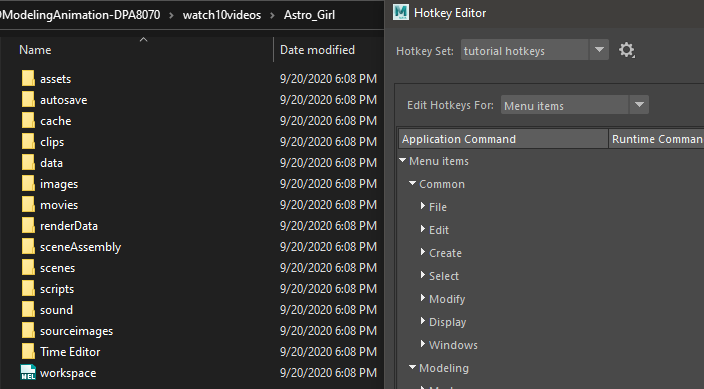 DModelingAnimation-DPA8070 > watch10videos > Astro_Girl
Name Date modified
assets 9/20/2020 6:08 PM
autosave 9/20/2020 6:08 PM
cache 9/20/2020 6:08 PM
clips 9/20/2020 6:08 PM
data 9/20/2020 6:08 PM
images 9/20/2020 6:08 PM
movies 9/20/2020 6:08 PM
renderData 9/20/2020 6:08 PM
sceneAssembly 9/20/2020 6:08 PM
scenes 9/20/2020 6:08 PM
scripts 9/20/2020 6:08 PM
sound 9/20/2020 6:08 PM
sourceimages 9/20/2020 6:08 PM
Time Editor 9/20/2020 6:08 PM
MEL workspace 9/20/2020 6:08 PM
M Hotkey Editor
Hotkey Set: tutorial hotkeys
Edit Hotkeys For: Menu items
Application Command Runtime Comman
Menu items
Common
File
Edit
Create
Select
Modify
Display
Windows
Modeling